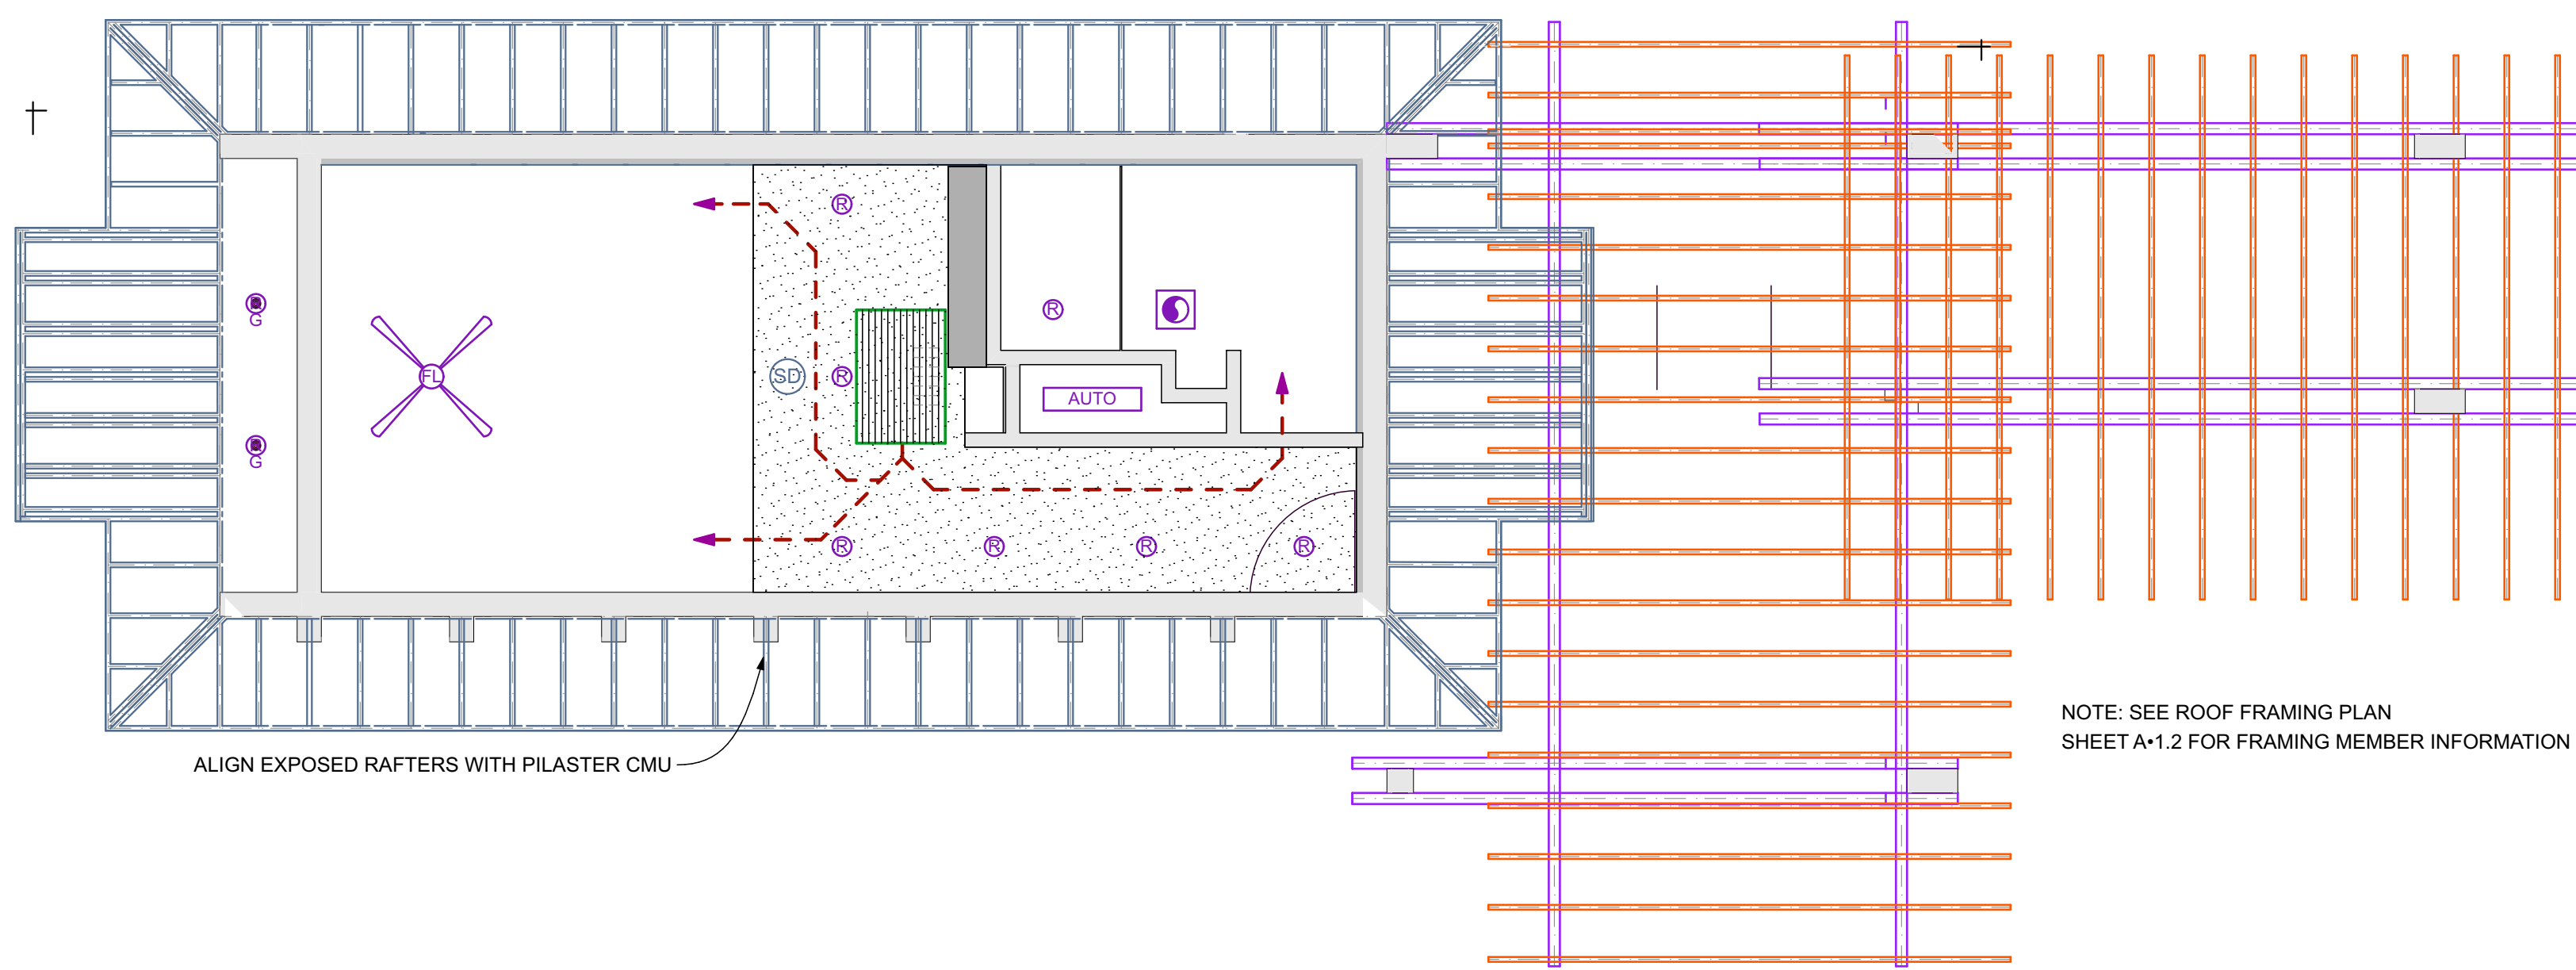 R
R
G
R
FL
SD
R
AUTO
R
G
R
R
R
R
NOTE: SEE ROOF FRAMING PLAN
SHEET A•1.2 FOR FRAMING MEMBER INFORMATION
ALIGN EXPOSED RAFTERS WITH PILASTER CMU